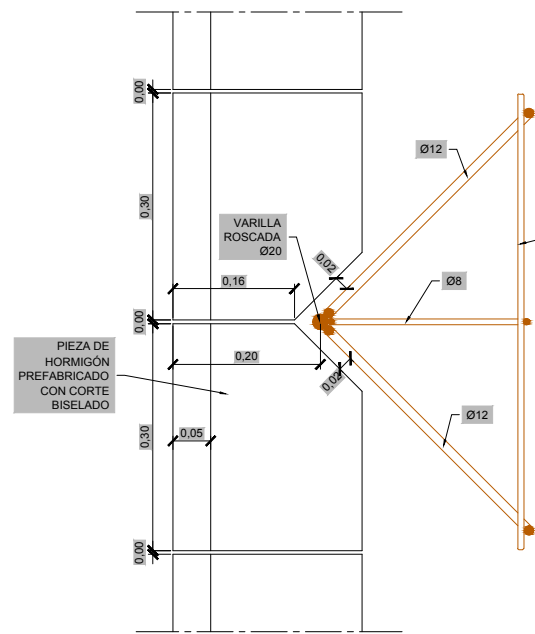 0,00
Ø12
0,30
VARILLA
ROSCADA
Ø20
0,02
0,16
Ø8
0,00
PIEZA DE
HORMIGÓN
PREFABRICADO
CON CORTE
BISELADO
0,20
0,02
0,05
Ø12
0,30
0,00